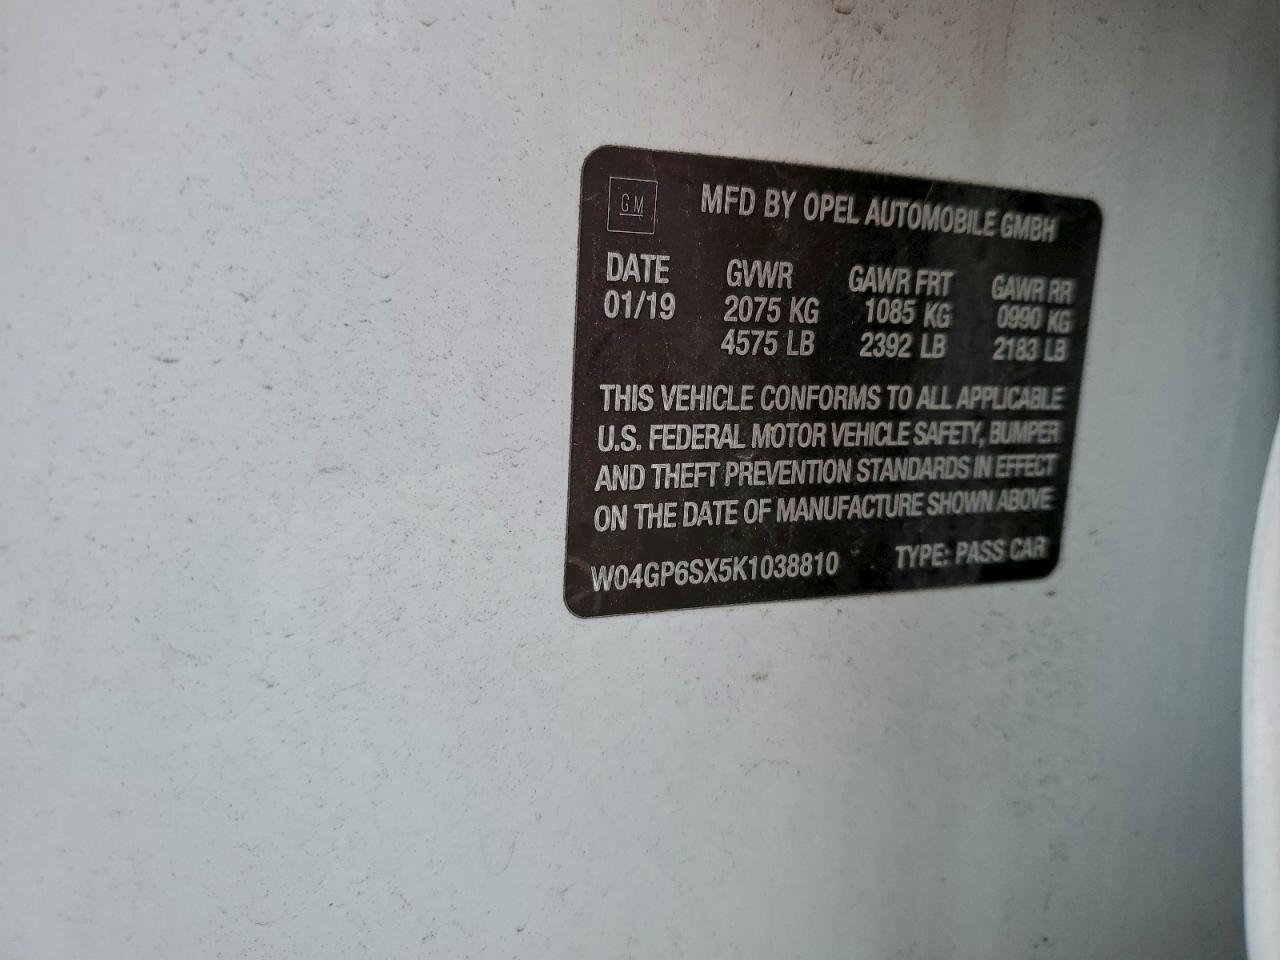 GM
MFD BY OPEL AUTOMOBILE GMBH
DATE GVWR GAWR FRT GAWR RR
01/19 2075 KG 1085 KG 0990 KG
4575 LB 2392 LB 2183 LB
THIS VEHICLE CONFORMS TO ALL APPLICABLE
U.S. FEDERAL MOTOR VEHICLE SAFETY, BUMPER
AND THEFT PREVENTION STANDARDS IN EFFECT
ON THE DATE OF MANUFACTURE SHOWN ABOVE
W04GP6SX5K1038810 TYPE: PASS CAR